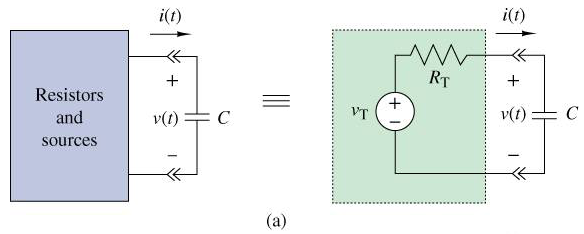 i(t)
Resistors
and
sources
+
v(t)
−
C
i(t)
R_T
v_T
+
−
+
v(t)
−
C
(a)